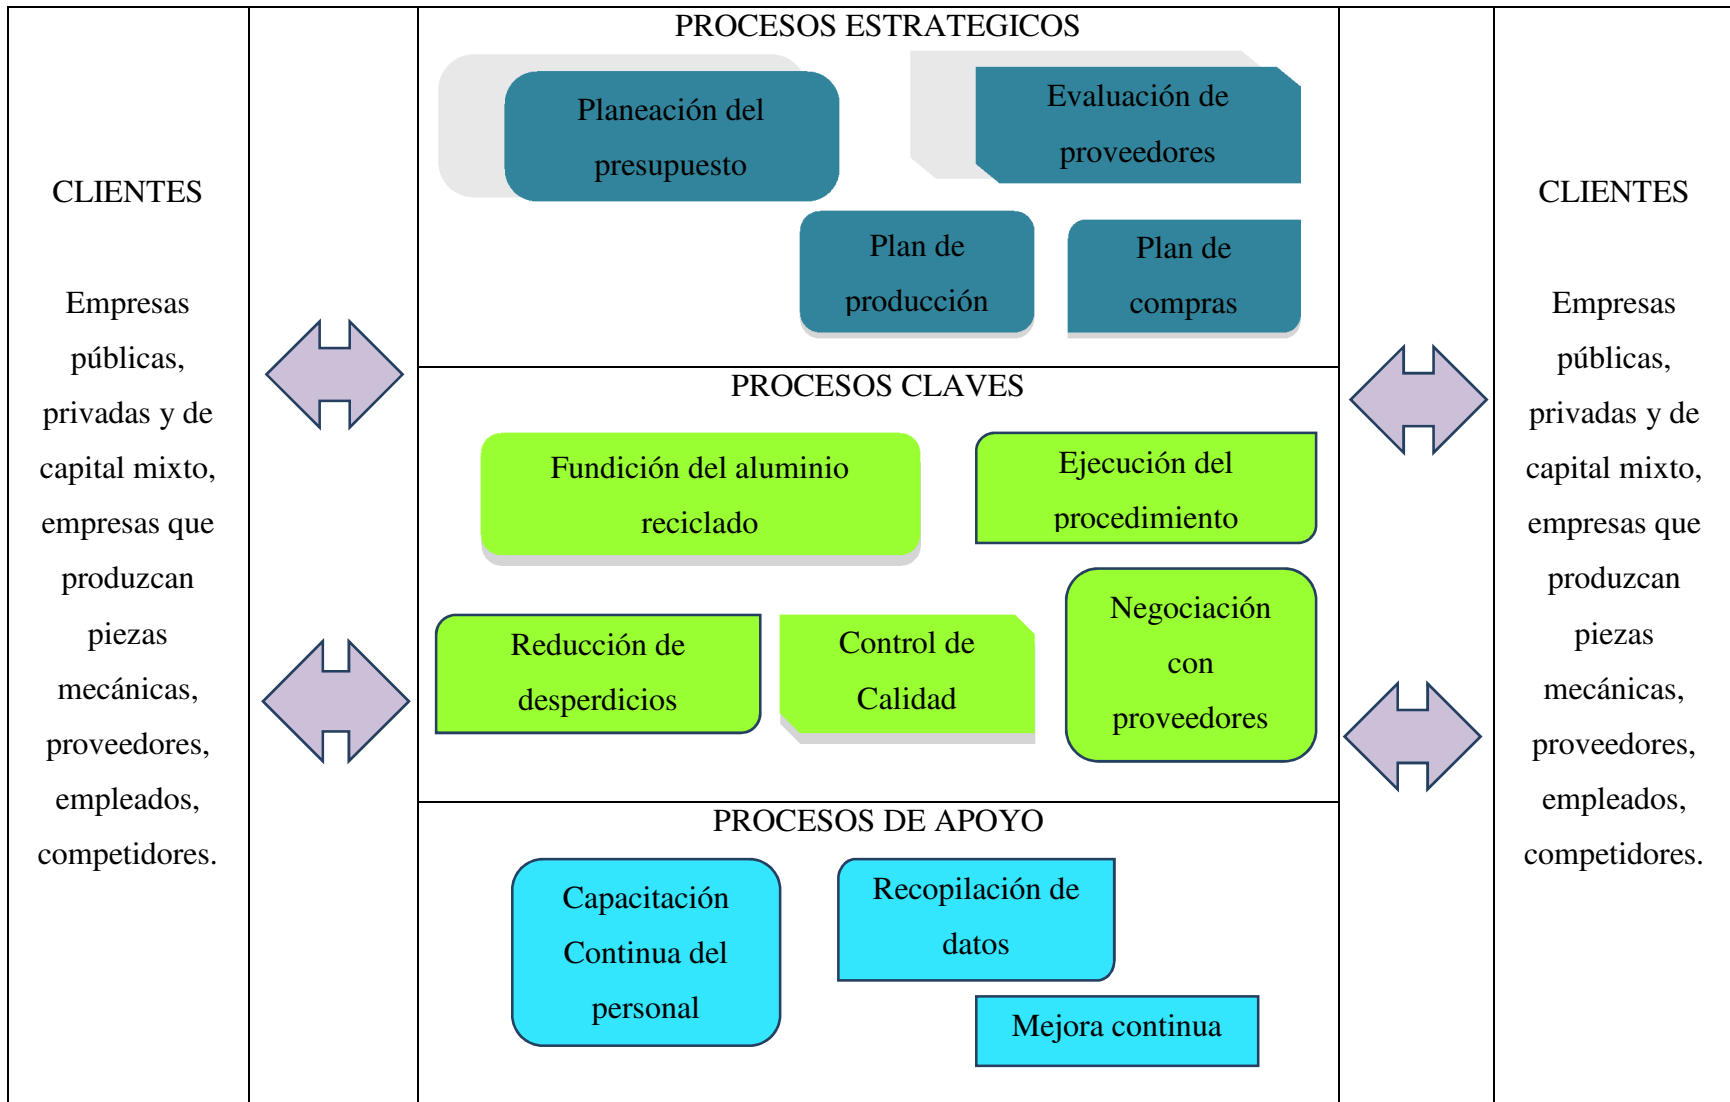 CLIENTES
Empresas
públicas,
privadas y de
capital mixto,
empresas que
produzcan
piezas
mecánicas,
proveedores,
empleados,
competidores.
PROCESOS ESTRATEGICOS
Planeación del
presupuesto
Evaluación de
proveedores
Plan de
producción
Plan de
compras
PROCESOS CLAVES
Fundición del aluminio
reciclado
Ejecución del
procedimiento
Reducción de
desperdicios
Control de
Calidad
Negociación
con
proveedores
PROCESOS DE APOYO
Capacitación
Continua del
personal
Recopilación de
datos
Mejora continua
CLIENTES
Empresas
públicas,
privadas y de
capital mixto,
empresas que
produzcan
piezas
mecánicas,
proveedores,
empleados,
competidores.